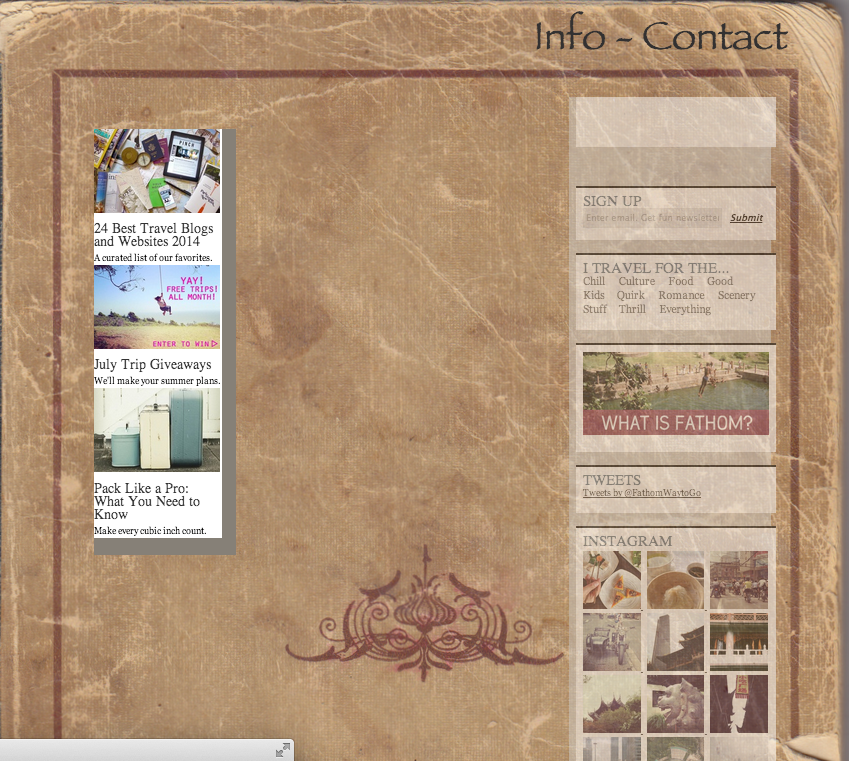 Info - Contact
FINCH
24 Best Travel Blogs
and Websites 2014
A curated list of our favorites.
YAY!
FREE TRIPS!
ALL MONTH!
ENTER TO WIN
July Trip Giveaways
We'll make your summer plans.
Pack Like a Pro:
What You Need to
Know
Make every cubic inch count.
SIGN UP
Enter email. Get fun newsletter
Submit
I TRAVEL FOR THE...
Chill Culture Food Good
Kids Quirk Romance Scenery
Stuff Thrill Everything
WHAT IS FATHOM?
TWEETS
Tweets by @FathomWaytoGo
INSTAGRAM